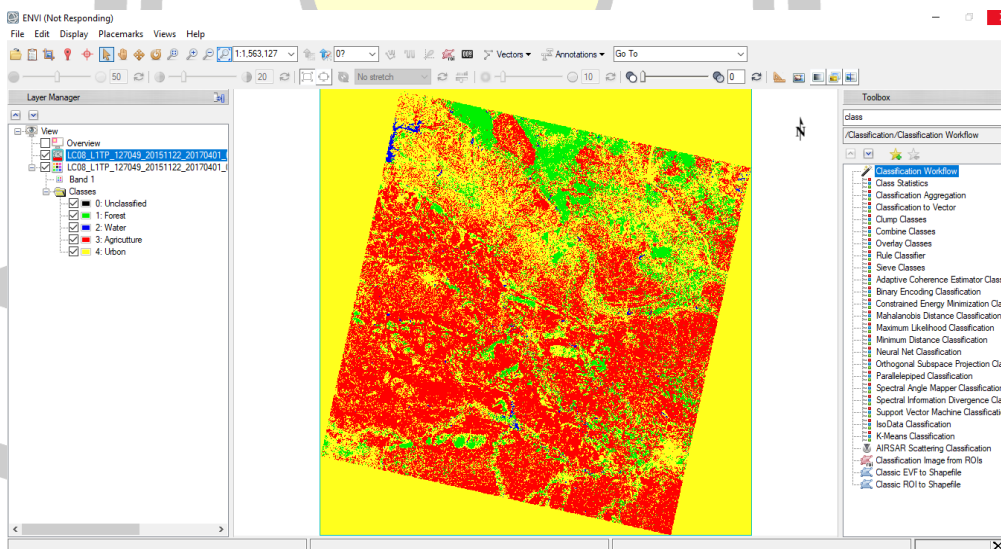 ENVI (Not Responding)
File Edit Display Placemarks Views Help
1:1,563,127 0? Vectors Annotations Go To
50 20 No stretch 10 0
Layer Manager
View
Overview
LC08_L1TP_127049_20151122_20170401_
LC08_L1TP_127049_20151122_20170401_
Band 1
Classes
0: Unclassified
1: Forest
2: Water
3: Agricutture
4: Urbon
N
Toolbox
class
/Classification/Classification Workflow
Classification Workflow
Class Statistics
Classification Aggregation
Classification to Vector
Clump Classes
Combine Classes
Overlay Classes
Rule Classifier
Sieve Classes
Adaptive Coherence Estimator Class
Binary Encoding Classification
Constrained Energy Minimization Cla
Mahalanobis Distance Classification
Maximum Likelihood Classification
Minimum Distance Classification
Neural Net Classification
Orthogonal Subspace Projection Cla
Parallelepiped Classification
Spectral Angle Mapper Classification
Spectral Information Divergence Cla
Support Vector Machine Classificatio
IsoData Classification
K-Means Classification
AIRSAR Scattering Classification
Classification Image from ROIs
Classic EVF to Shapefile
Classic ROI to Shapefile